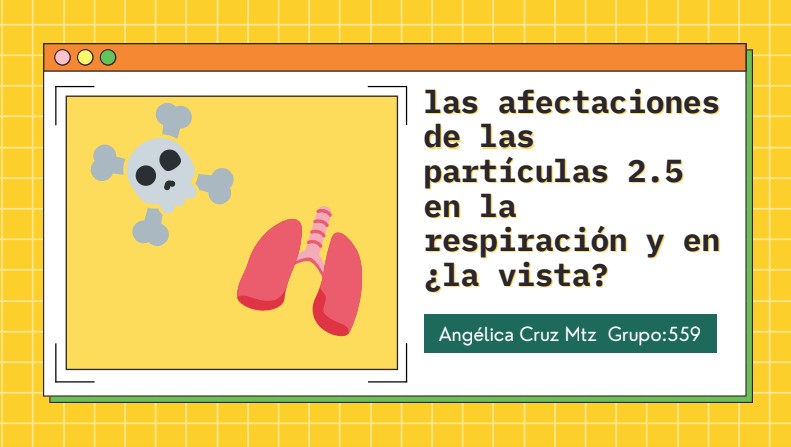 las afectaciones
de las
partículas 2.5
en la
respiración y en
¿la vista?
Angélica Cruz Mtz Grupo:559